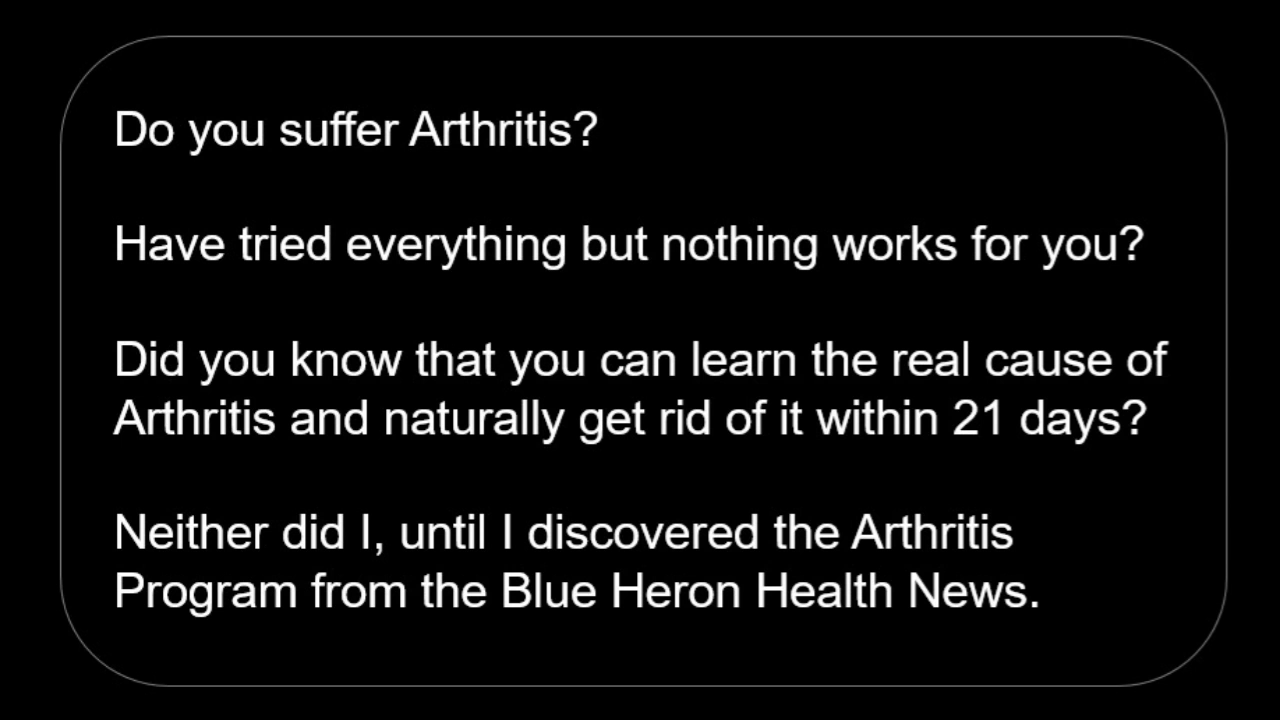 Do you suffer Arthritis?
Have tried everything but nothing works for you?
Did you know that you can learn the real cause of
Arthritis and naturally get rid of it within 21 days?
Neither did I, until I discovered the Arthritis
Program from the Blue Heron Health News.